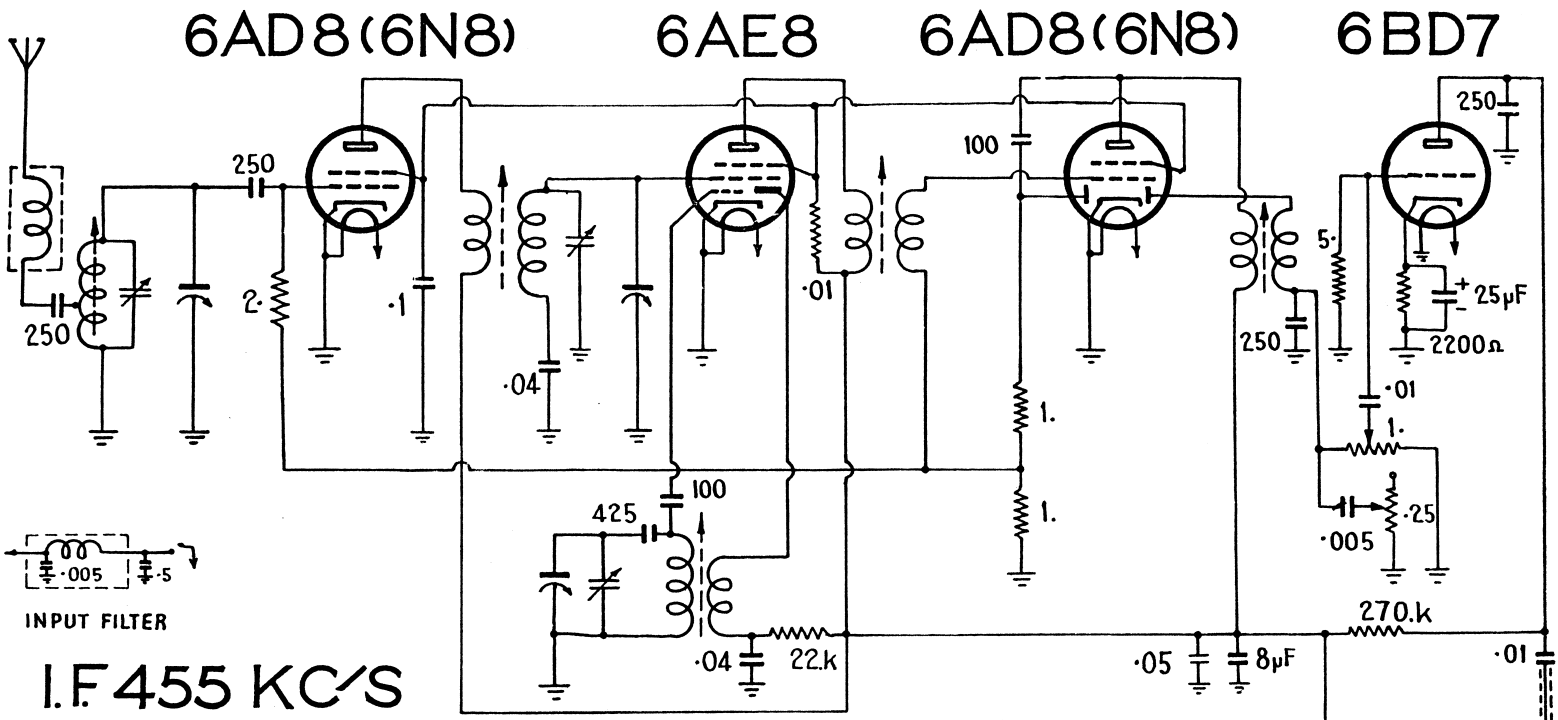 6AD8(6N8)
6AE8
6AD8(6N8)
6BD7
250
100
250
2.
.1
.01
5.
+
-
25µF
250
.04
250
2200Ω
.01
1.
1.
100
425
1.
.25
.005
.005
.5
INPUT FILTER
270.k
.04
22.k
.05
8µF
.01
I.F. 455 KC/S